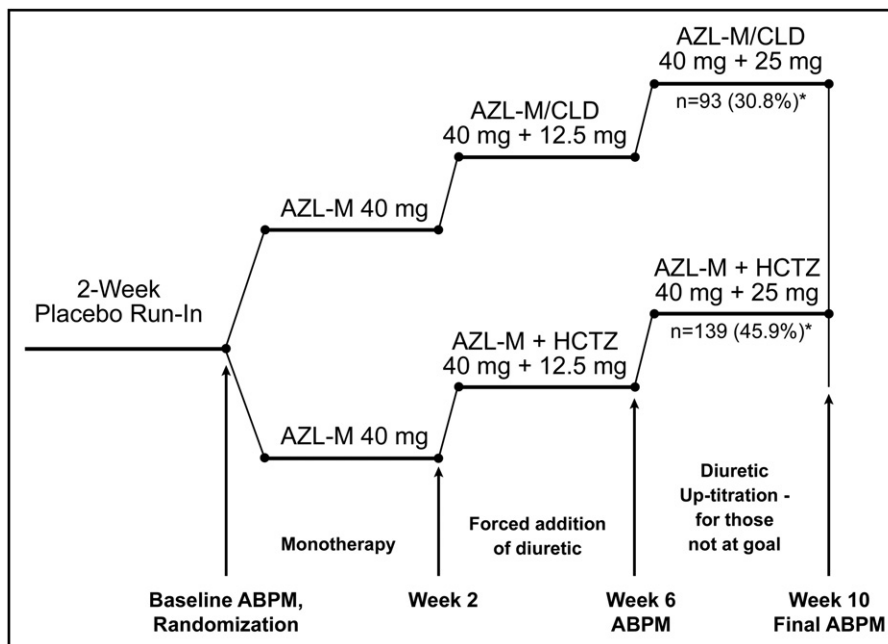 AZL-M/CLD
40 mg + 25 mg
n=93 (30.8%)*
AZL-M/CLD
40 mg + 12.5 mg
AZL-M 40 mg
2-Week
Placebo Run-In
AZL-M + HCTZ
40 mg + 25 mg
n=139 (45.9%)*
AZL-M + HCTZ
40 mg + 12.5 mg
AZL-M 40 mg
Monotherapy
Forced addition
of diuretic
Diuretic
Up-titration -
for those
not at goal
Baseline ABPM,
Randomization
Week 2
Week 6
ABPM
Week 10
Final ABPM